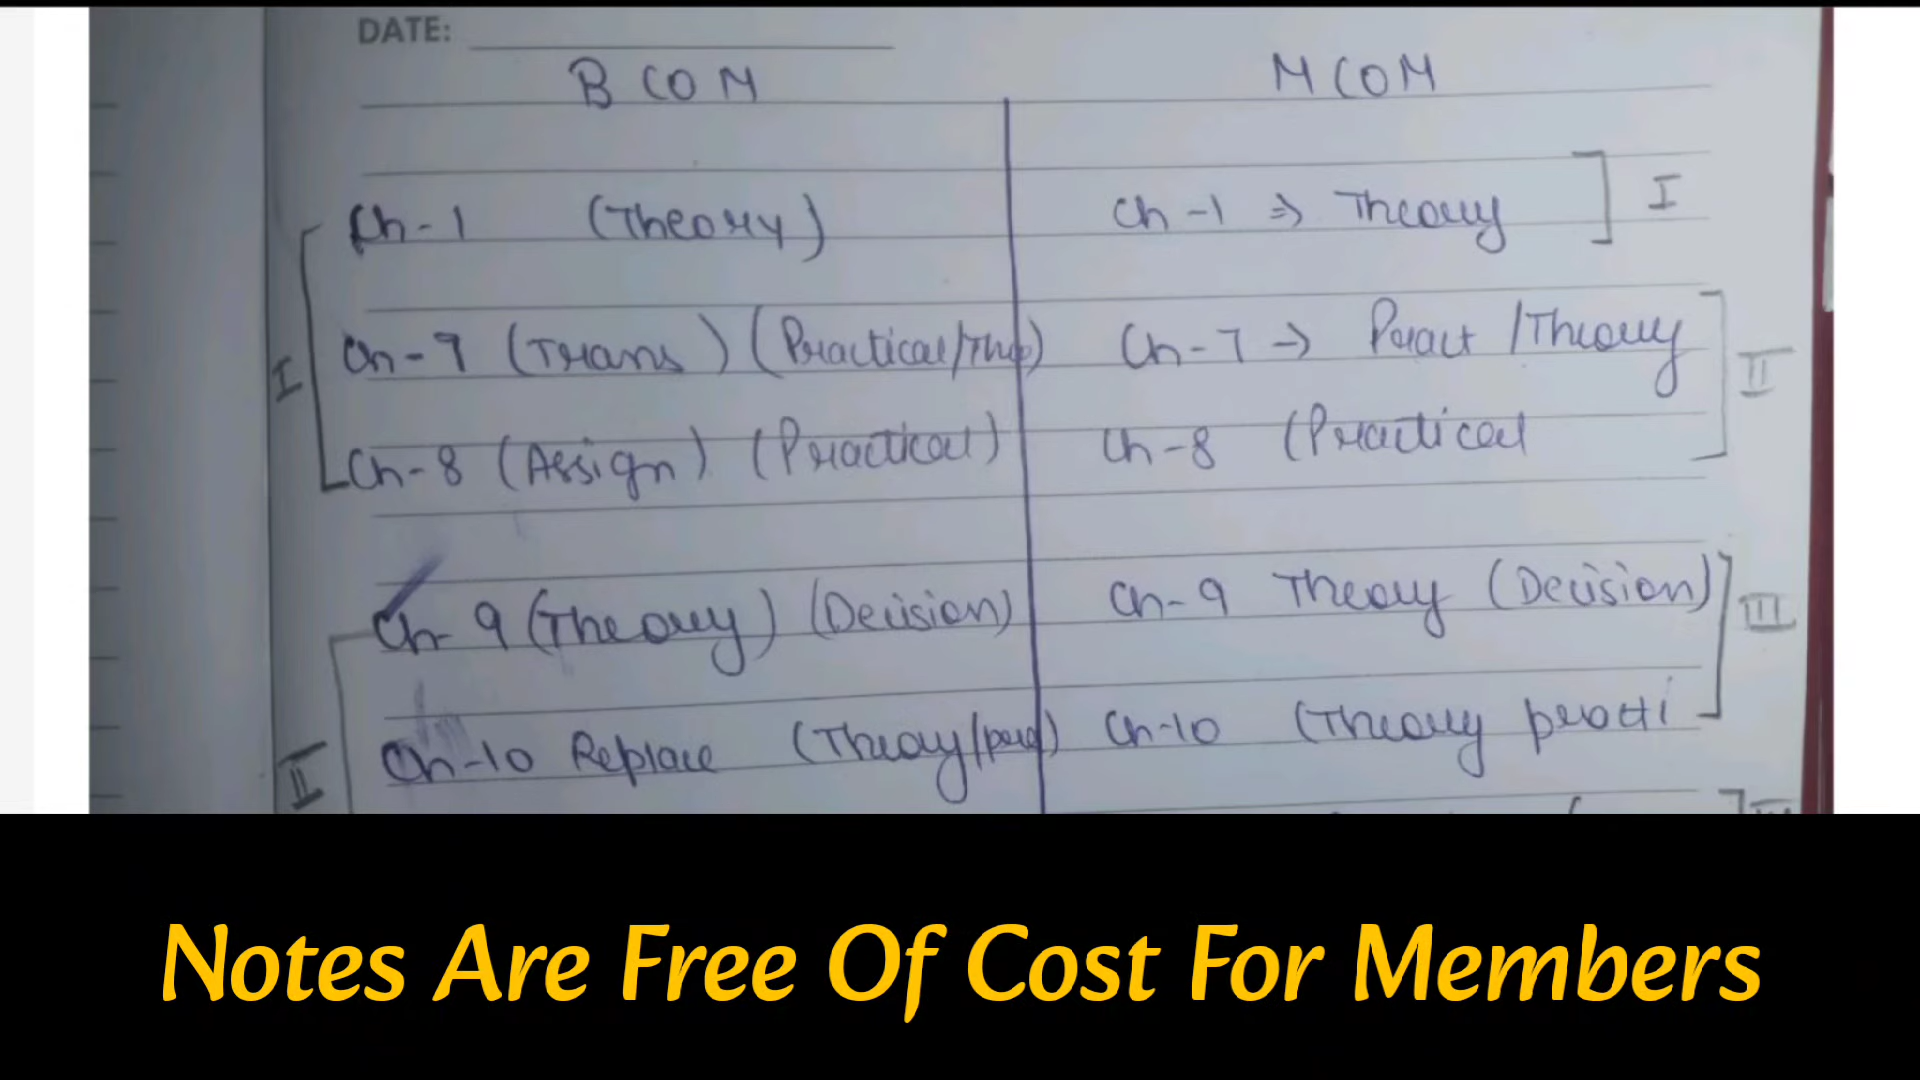 DATE:
B COM
M COM
Ch-1 (Theory)
Ch-1 ⇒ Theory ] I
I
Ch-7 (Trans) (Practical/Theo)
Ch-7 → Pract /Theory
II
Ch-8 (Assign) (Practical)
Ch-8 (Practical
Ch-9 (Theory) (Decision)
Ch-9 Theory (Decision)
III
Ch-10 Replace (Theory/prac)
Ch-10 (Theory practi
II
Notes Are Free Of Cost For Members